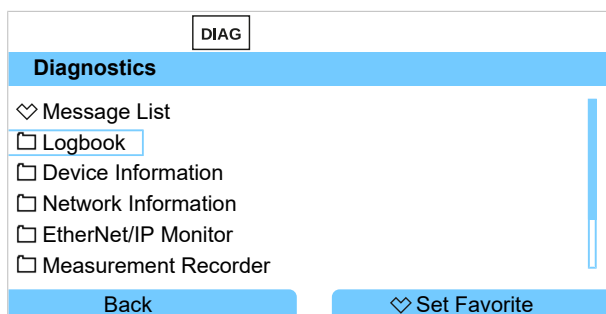 DIAG
Diagnostics
Message List
Logbook
Device Information
Network Information
EtherNet/IP Monitor
Measurement Recorder
Back
Set Favorite